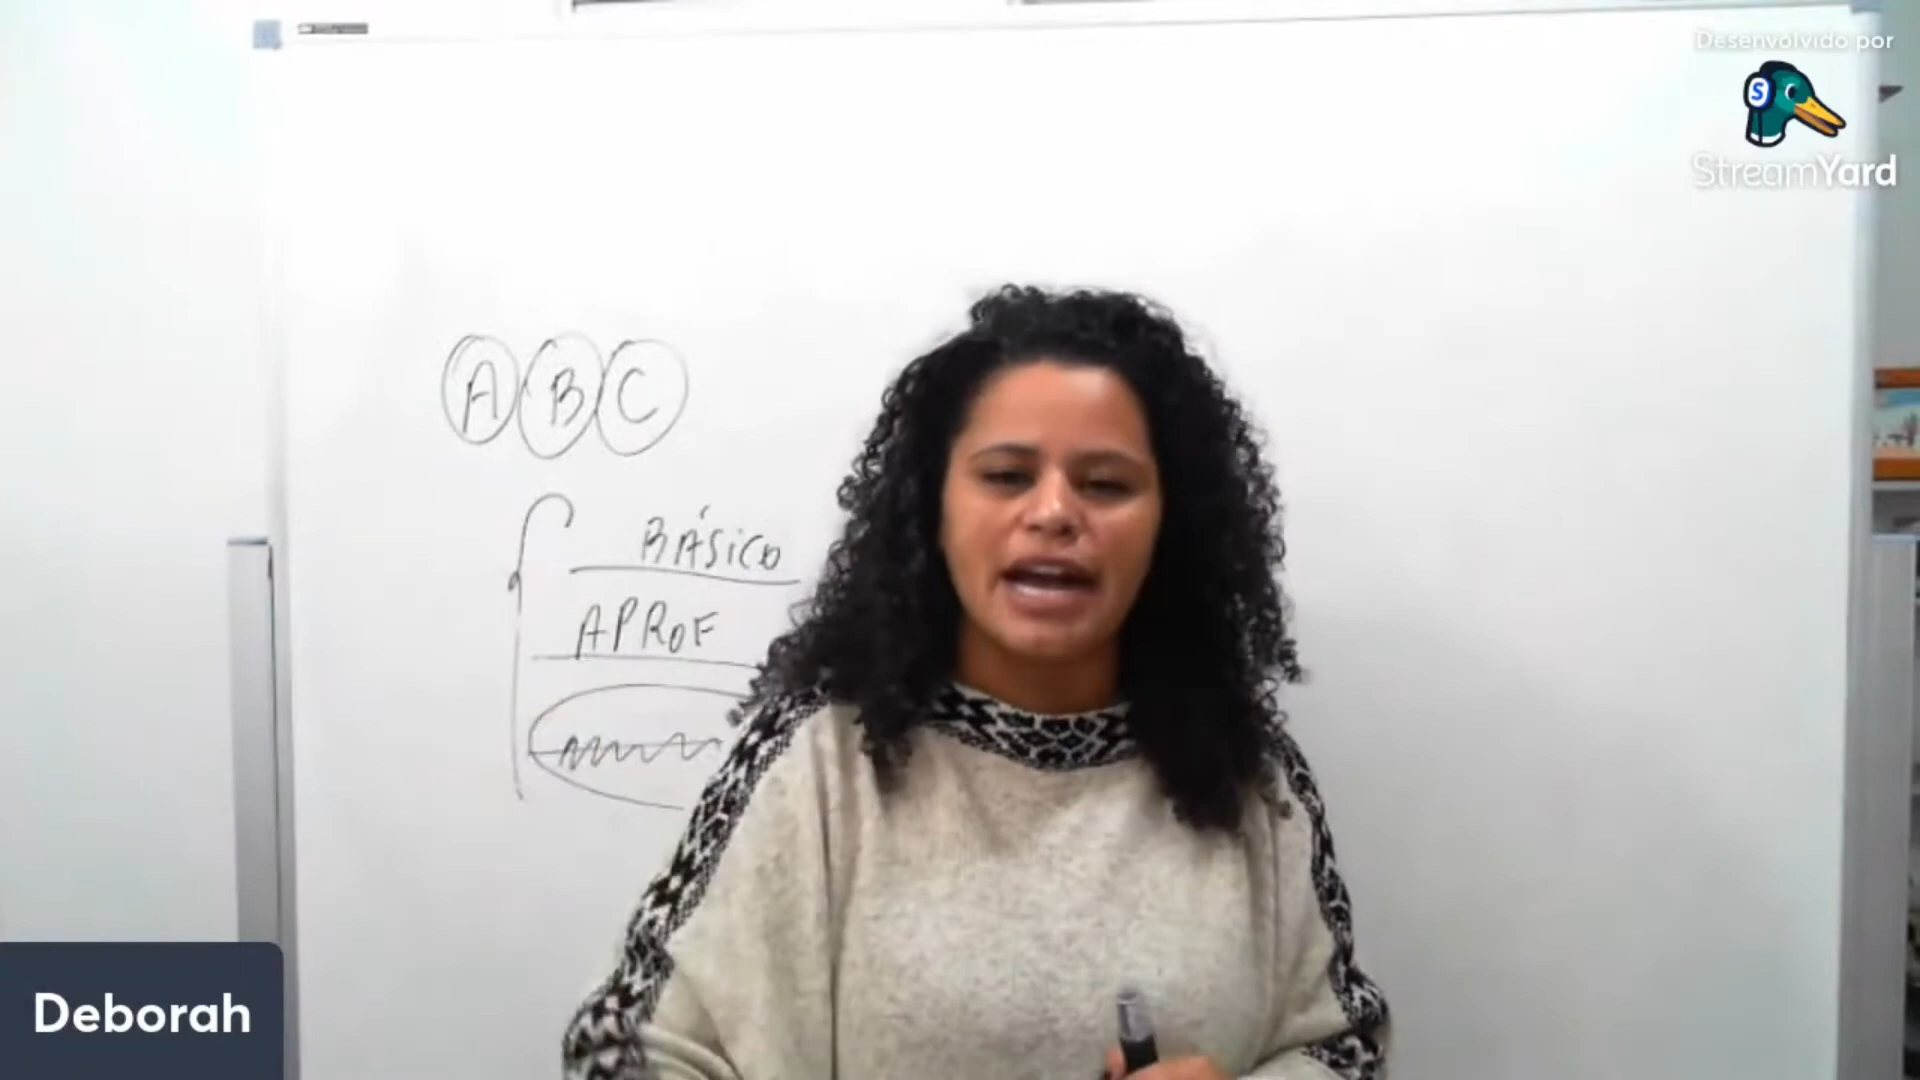 Desenvolvido por
S
StreamYard
A B C
BÁSICO
APROF
Deborah